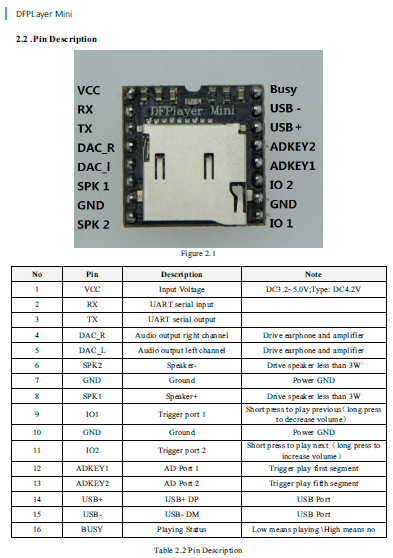 DFPLayer Mini
2.2 .Pin Description
VCC
RX
TX
DAC_R
DAC_l
SPK 1
GND
SPK 2
DFPlayer Mini
Busy
USB -
USB +
ADKEY2
ADKEY1
IO 2
GND
IO 1
Figure 2.1
No Pin Description Note
1 VCC Input Voltage DC3.2~5.0V;Type: DC4.2V
2 RX UART serial input
3 TX UART serial output
4 DAC_R Audio output right channel Drive earphone and amplifier
5 DAC_L Audio output left channel Drive earphone and amplifier
6 SPK2 Speaker- Drive speaker less than 3W
7 GND Ground Power GND
8 SPK1 Speaker+ Drive speaker less than 3W
9 IO1 Trigger port 1 Short press to play previous（long press
to decrease volume）
10 GND Ground Power GND
11 IO2 Trigger port 2 Short press to play next（long press to
increase volume）
12 ADKEY1 AD Port 1 Trigger play first segment
13 ADKEY2 AD Port 2 Trigger play fifth segment
14 USB+ USB+ DP USB Port
15 USB- USB- DM USB Port
16 BUSY Playing Status Low means playing \High means no
Table 2.2 Pin Description